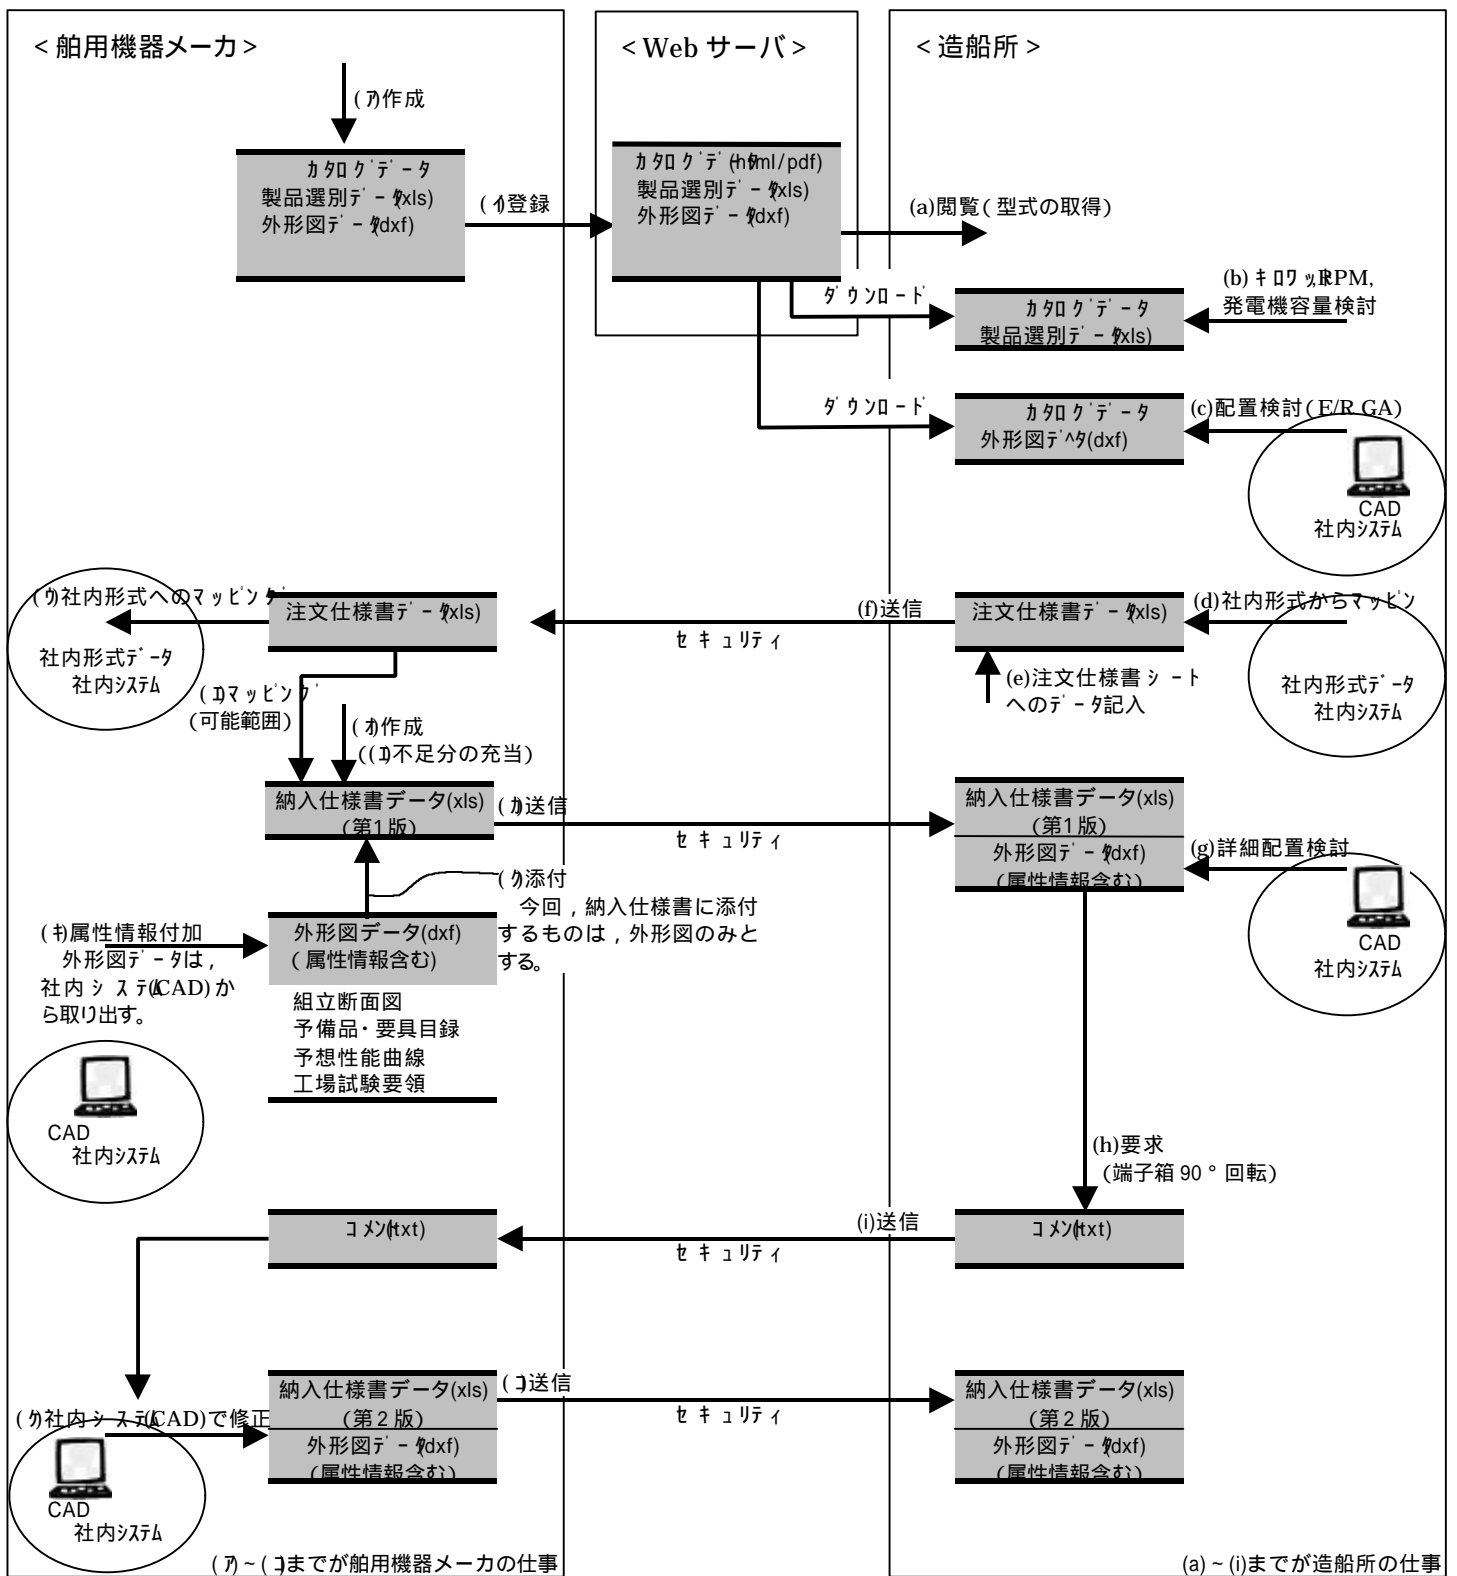 ＜舶用機器メーカ＞
＜Web サーバ＞
＜造船所＞
(ｱ)作成
ｶﾀﾛｸﾞﾃﾞｰﾀ
製品選別ﾃﾞｰﾀ(xls)
外形図ﾃﾞｰﾀ(dxf)
(ｲ)登録
ｶﾀﾛｸﾞﾃﾞｰﾀ(html/pdf)
製品選別ﾃﾞｰﾀ(xls)
外形図ﾃﾞｰﾀ(dxf)
(a)閲覧(型式の取得)
ﾀﾞｳﾝﾛｰﾄﾞ
ｶﾀﾛｸﾞﾃﾞｰﾀ
製品選別ﾃﾞｰﾀ(xls)
(b)ｷﾛﾜｯﾄ,RPM,
発電機容量検討
ﾀﾞｳﾝﾛｰﾄﾞ
ｶﾀﾛｸﾞﾃﾞｰﾀ
外形図ﾃﾞｰﾀ(dxf)
(c)配置検討(E/R GA)
CAD
社内ｼｽﾃﾑ
(ｳ)社内形式へのマッピング
社内形式ﾃﾞｰﾀ
社内ｼｽﾃﾑ
注文仕様書ﾃﾞｰﾀ(xls)
(f)送信
セキュリティ
注文仕様書ﾃﾞｰﾀ(xls)
(d)社内形式からマッピン
社内形式ﾃﾞｰﾀ
社内ｼｽﾃﾑ
(e)注文仕様書シート
へのﾃﾞｰﾀ記入
(ｴ)マッピング
(可能範囲)
(ｵ)作成
((ｴ)不足分の充当)
納入仕様書データ(xls)
(第1版)
(ｶ)送信
セキュリティ
納入仕様書データ(xls)
(第1版)
外形図ﾃﾞｰﾀ(dxf)
(属性情報含む)
(g)詳細配置検討
CAD
社内ｼｽﾃﾑ
(ｸ)添付
今回，納入仕様書に添付
するものは，外形図のみと
する。
(ｷ)属性情報付加
外形図ﾃﾞｰﾀは，
社内システム(CAD)か
ら取り出す。
外形図データ(dxf)
(属性情報含む)
組立断面図
予備品・要具目録
予想性能曲線
工場試験要領
CAD
社内ｼｽﾃﾑ
(h)要求
(端子箱90°回転)
ｺﾒﾝﾄ(txt)
(i)送信
セキュリティ
ｺﾒﾝﾄ(txt)
(ｹ)社内システム(CAD)で修正
CAD
社内ｼｽﾃﾑ
納入仕様書データ(xls)
(第2版)
外形図ﾃﾞｰﾀ(dxf)
(属性情報含む)
(ｺ)送信
セキュリティ
納入仕様書データ(xls)
(第2版)
外形図ﾃﾞｰﾀ(dxf)
(属性情報含む)
(ｱ)~(ｺ)までが舶用機器メーカの仕事
(a)~(i)までが造船所の仕事